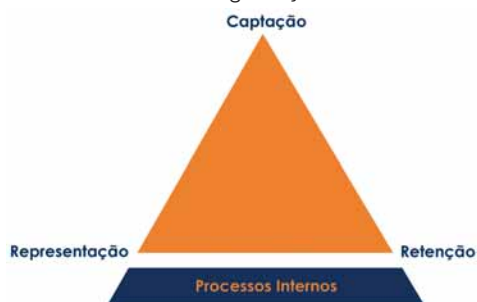 Captação
Representação
Retenção
Processos Internos